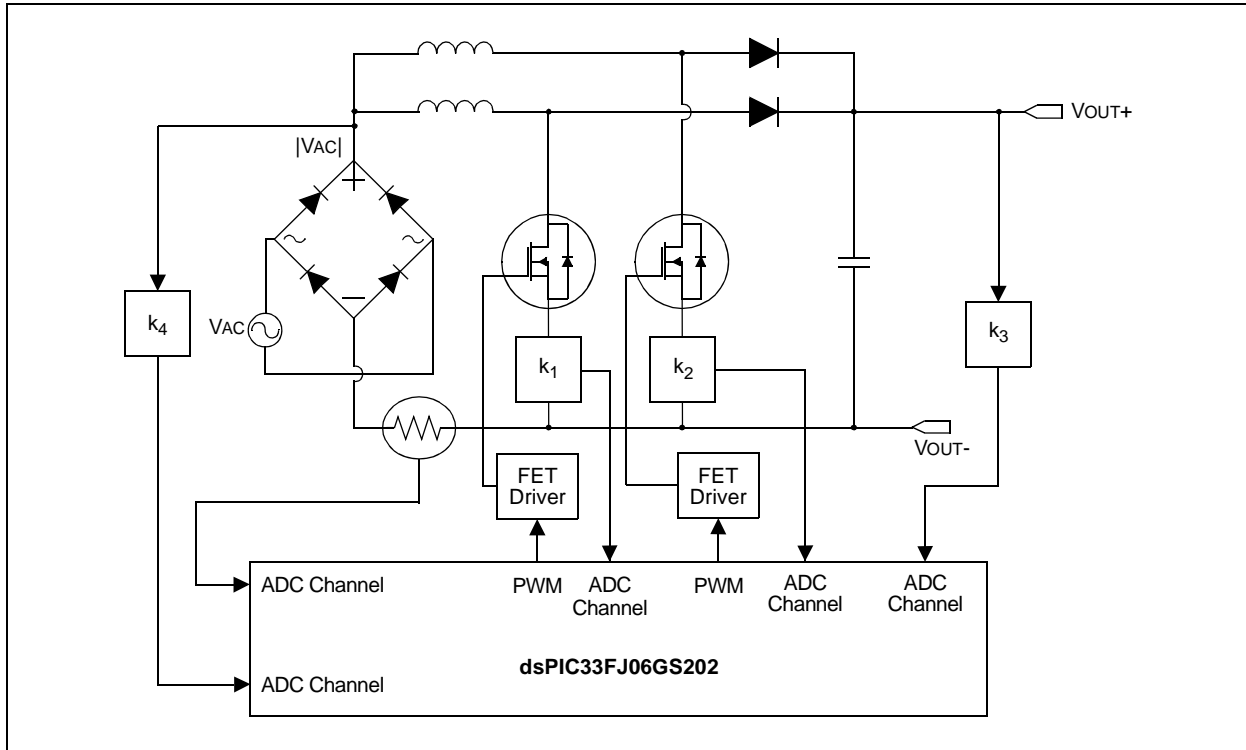 VOUT+
|VAC|
k4
VAC
k3
k1
k2
VOUT-
FET
Driver
FET
Driver
ADC Channel
PWM
ADC
Channel
PWM
ADC
Channel
ADC
Channel
dsPIC33FJ06GS202
ADC Channel